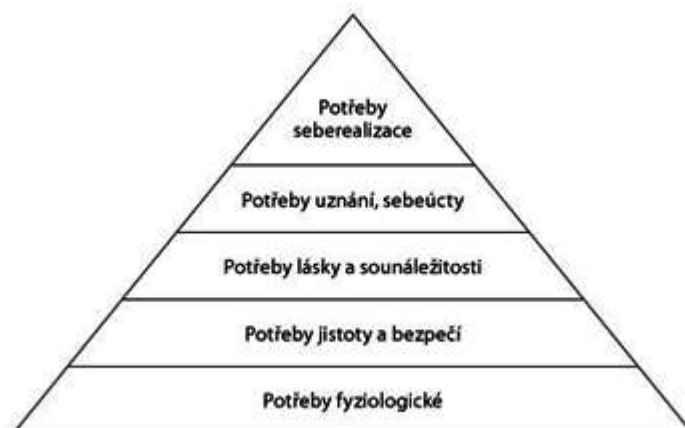 Potřeby
seberealizace
Potřeby uznání, sebeúcty
Potřeby lásky a sounáležitosti
Potřeby jistoty a bezpečí
Potřeby fyziologické